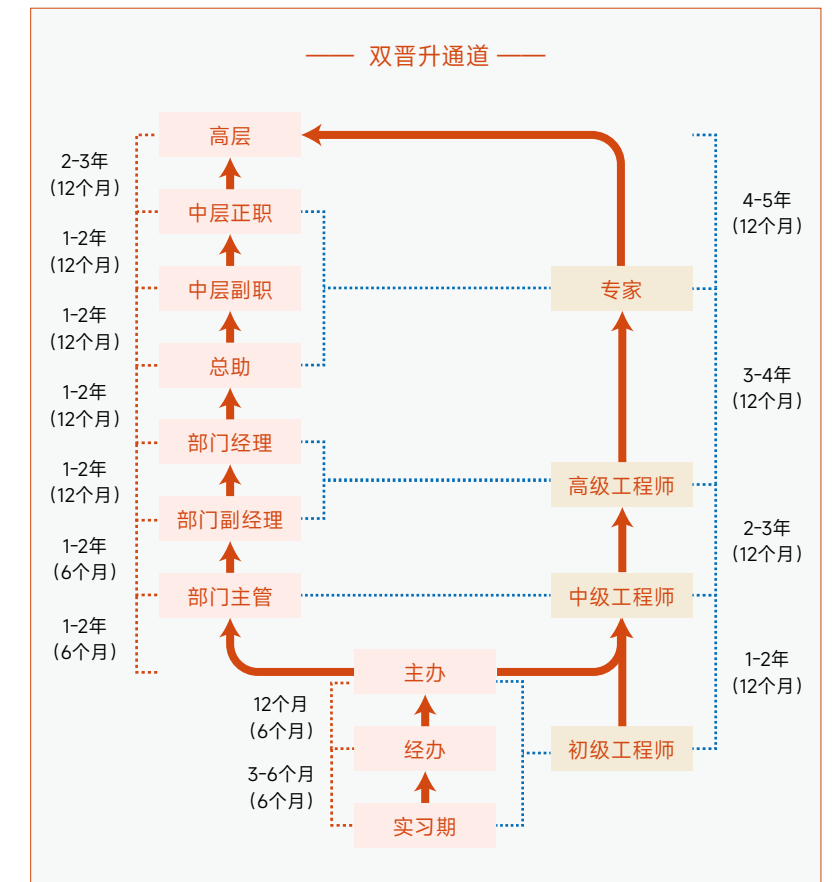 双晋升通道
高层
2-3年
(12个月)
中层正职
4-5年
(12个月)
1-2年
(12个月)
中层副职
专家
1-2年
(12个月)
总助
3-4年
(12个月)
1-2年
(12个月)
部门经理
1-2年
(12个月)
高级工程师
部门副经理
2-3年
(12个月)
1-2年
(6个月)
部门主管
中级工程师
1-2年
(6个月)
主办
1-2年
(12个月)
12个月
(6个月)
经办
初级工程师
3-6个月
(6个月)
实习期